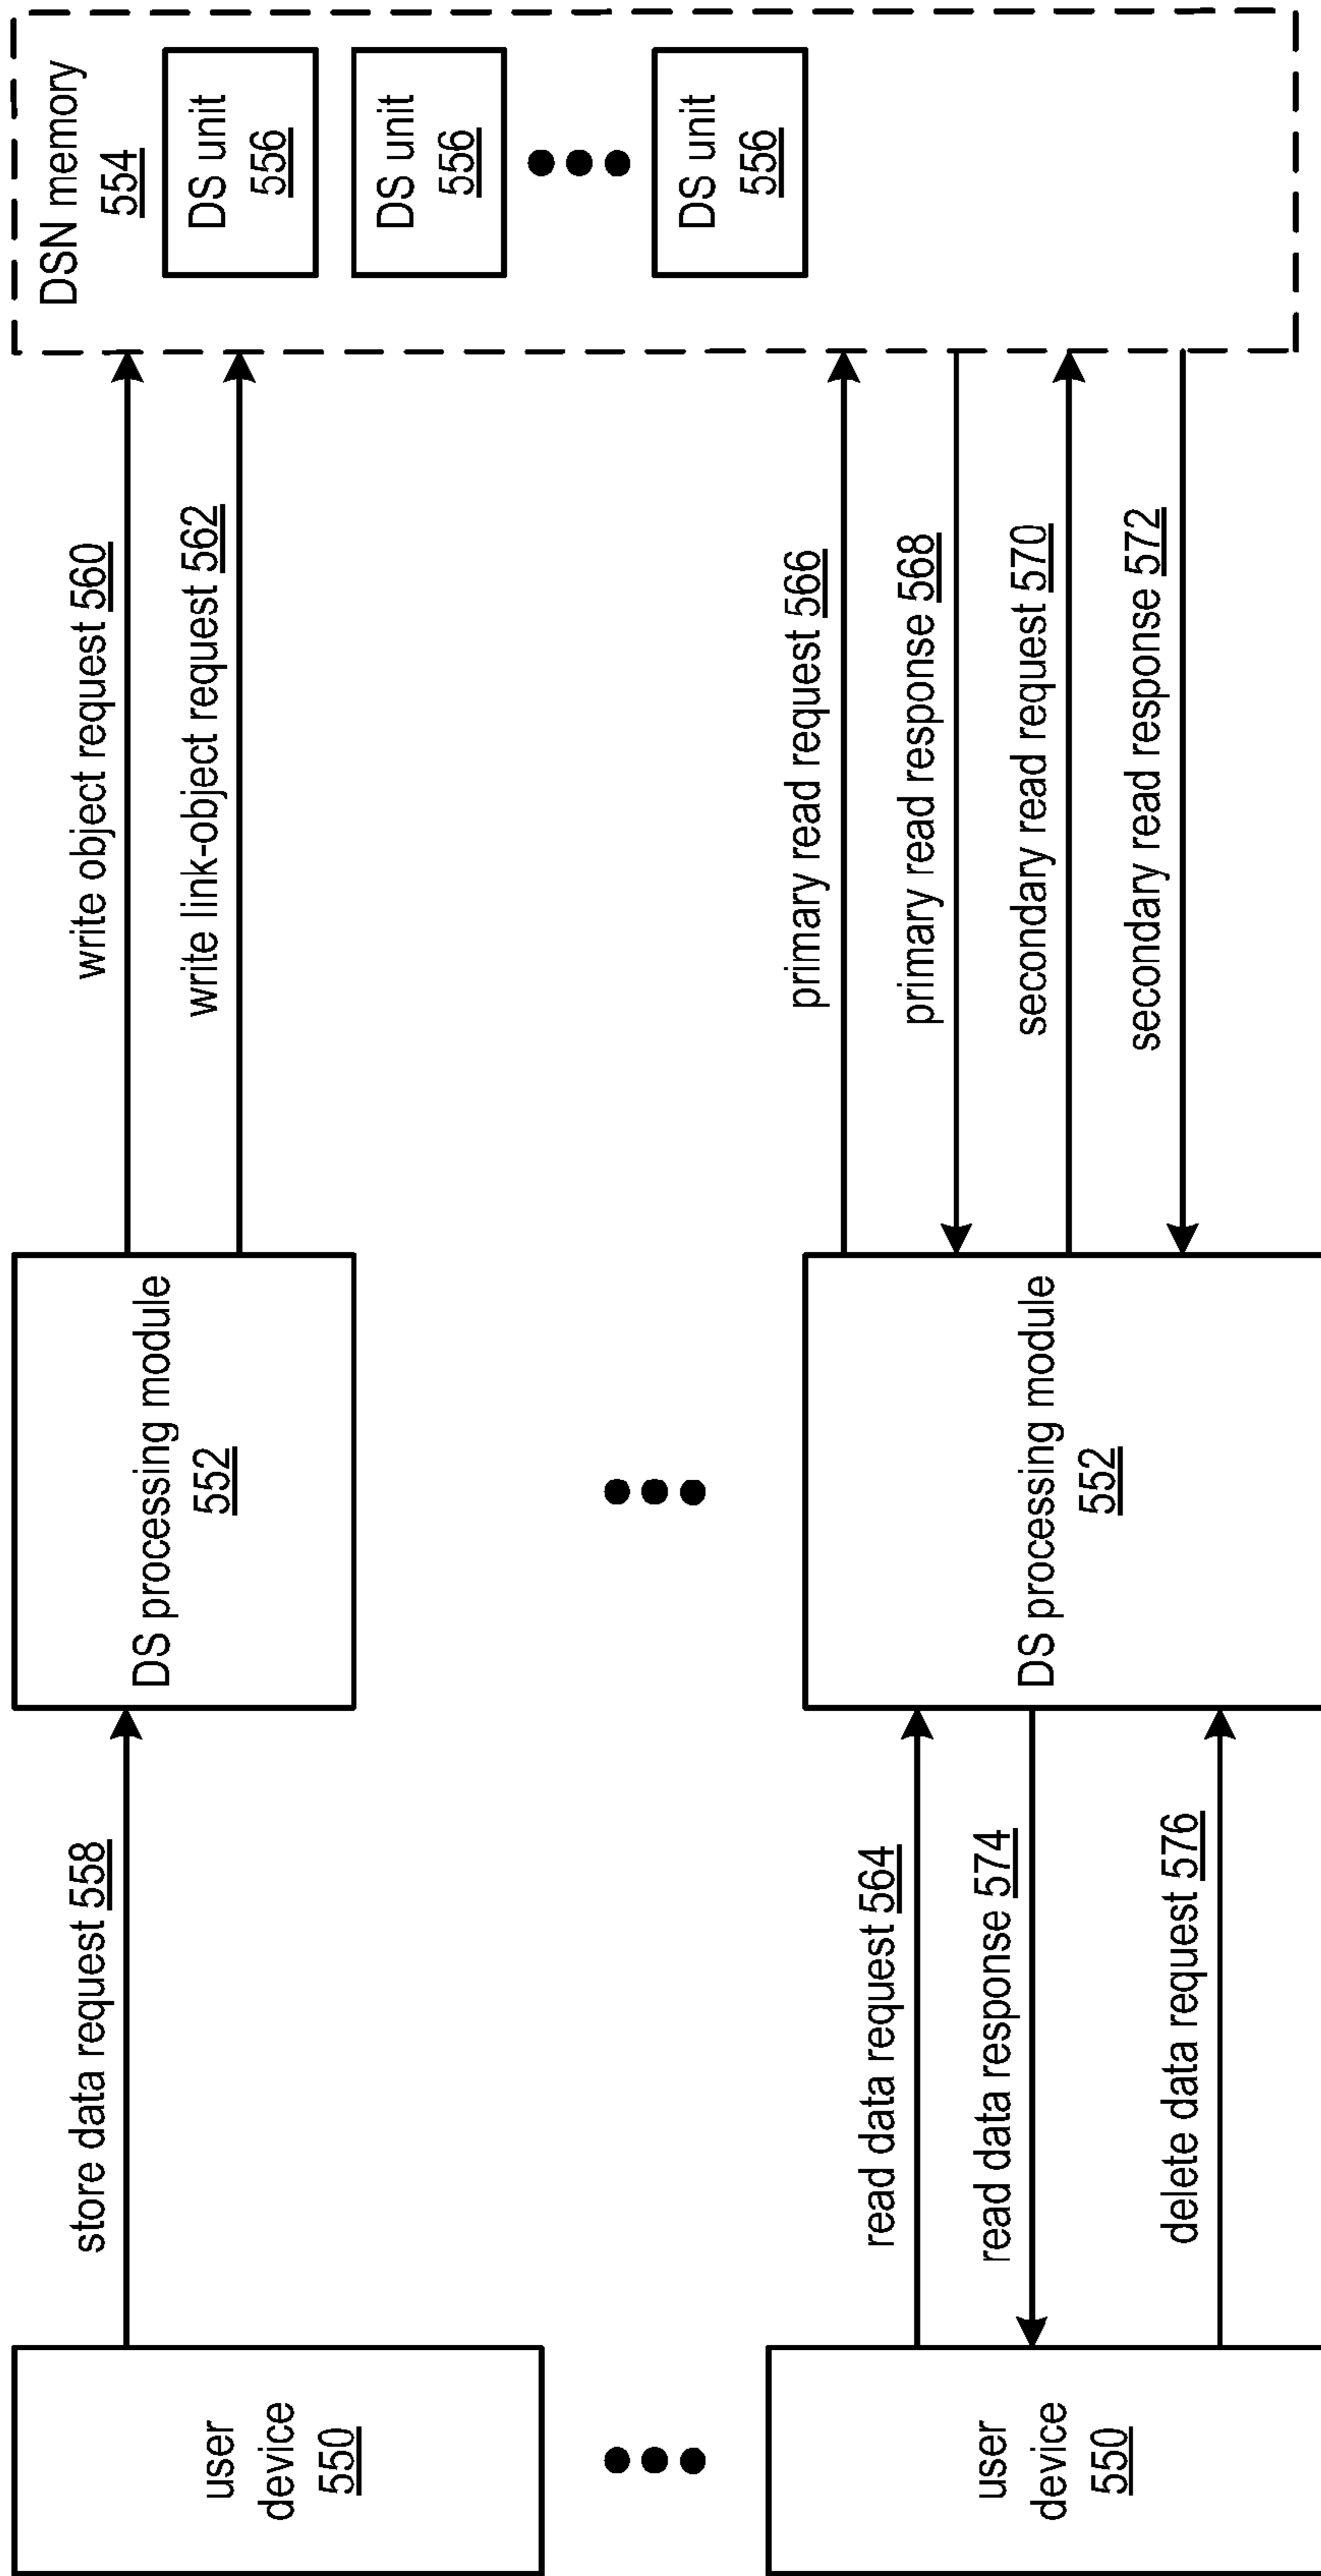 user
device
550
store data request 558
DS processing module
552
write object request 560
write link-object request 562
DSN memory
554
DS unit
556
DS unit
556
DS unit
556
user
device
550
read data request 564
read data response 574
delete data request 576
DS processing module
552
primary read request 566
primary read response 568
secondary read request 570
secondary read response 572